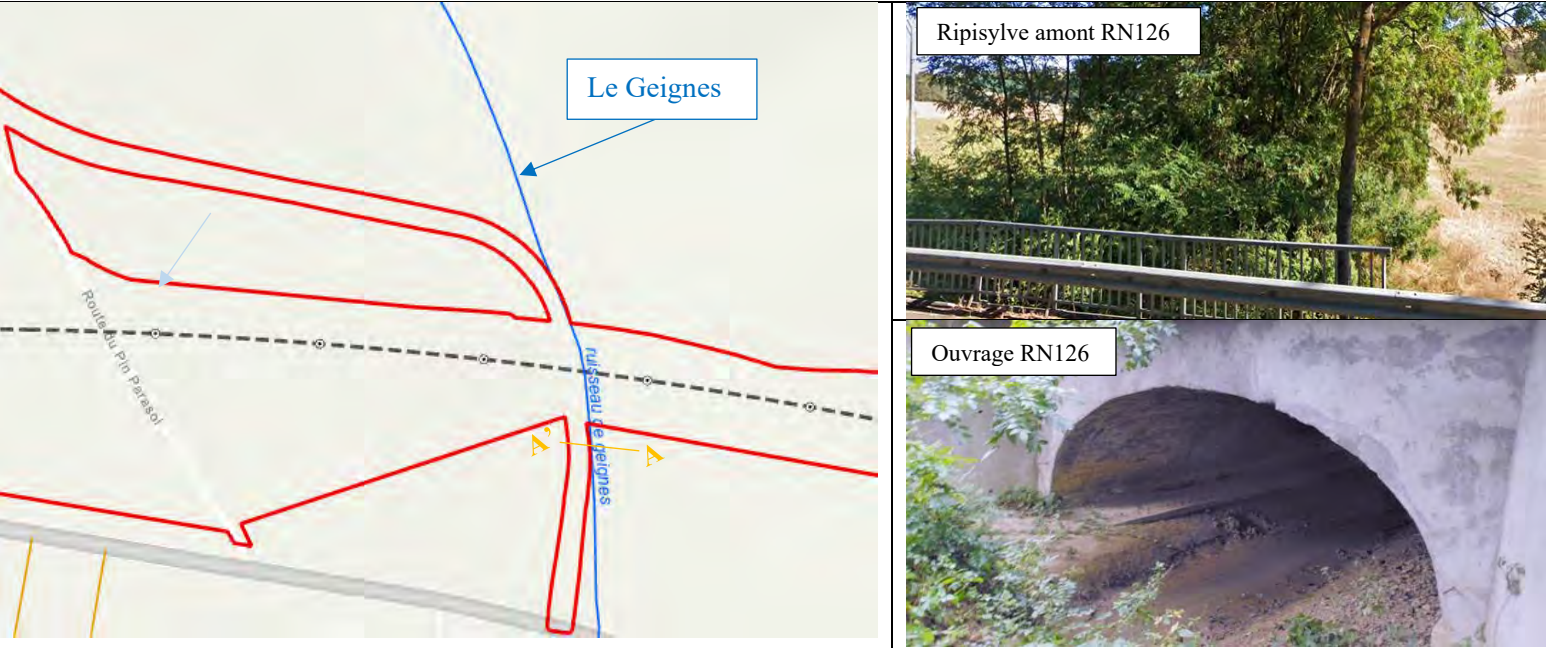 Le Geignes
Route du Pin Parasol
ruisseau de geignes
A' A
Ripisylve amont RN126
Ouvrage RN126